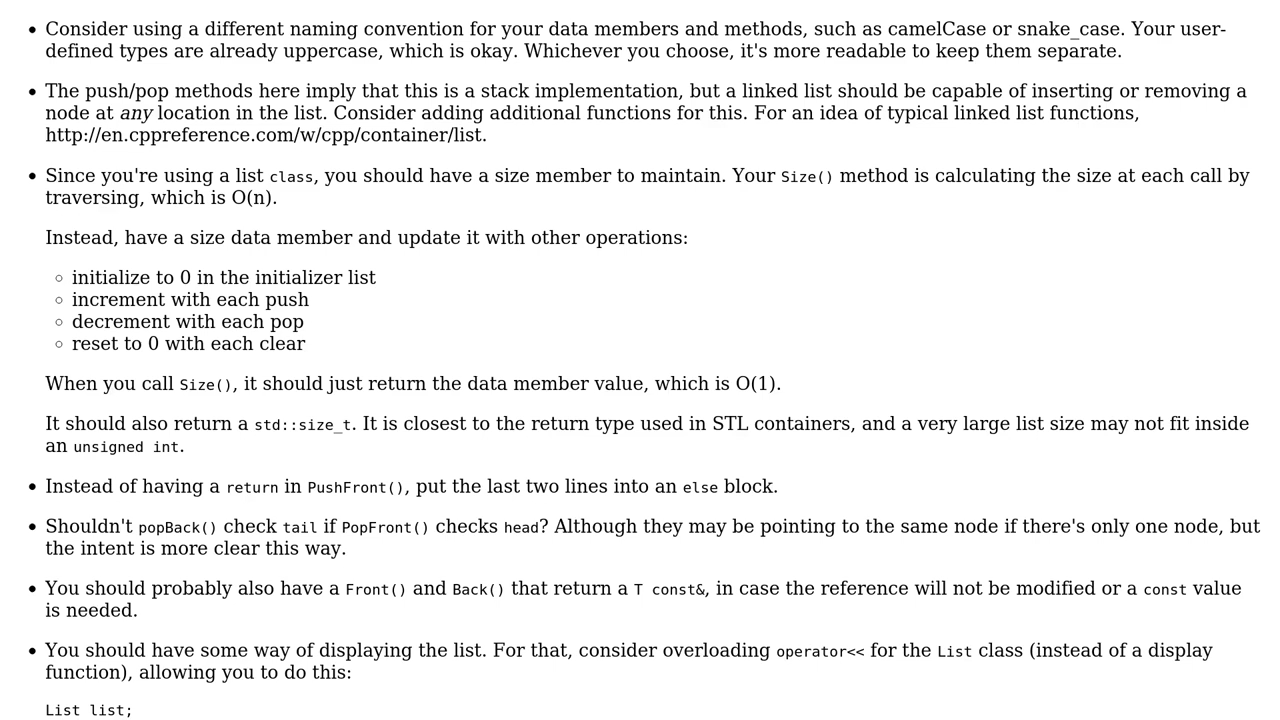 • Consider using a different naming convention for your data members and methods, such as camelCase or snake_case. Your user-
defined types are already uppercase, which is okay. Whichever you choose, it's more readable to keep them separate.
• The push/pop methods here imply that this is a stack implementation, but a linked list should be capable of inserting or removing a
node at any location in the list. Consider adding additional functions for this. For an idea of typical linked list functions,
http://en.cppreference.com/w/cpp/container/list.
• Since you're using a list class, you should have a size member to maintain. Your Size() method is calculating the size at each call by
traversing, which is O(n).
Instead, have a size data member and update it with other operations:
◦ initialize to 0 in the initializer list
◦ increment with each push
◦ decrement with each pop
◦ reset to 0 with each clear
When you call Size(), it should just return the data member value, which is O(1).
It should also return a std::size_t. It is closest to the return type used in STL containers, and a very large list size may not fit inside
an unsigned int.
• Instead of having a return in PushFront(), put the last two lines into an else block.
• Shouldn't popBack() check tail if PopFront() checks head? Although they may be pointing to the same node if there's only one node, but
the intent is more clear this way.
• You should probably also have a Front() and Back() that return a T const&, in case the reference will not be modified or a const value
is needed.
• You should have some way of displaying the list. For that, consider overloading operator<< for the List class (instead of a display
function), allowing you to do this:
List list;